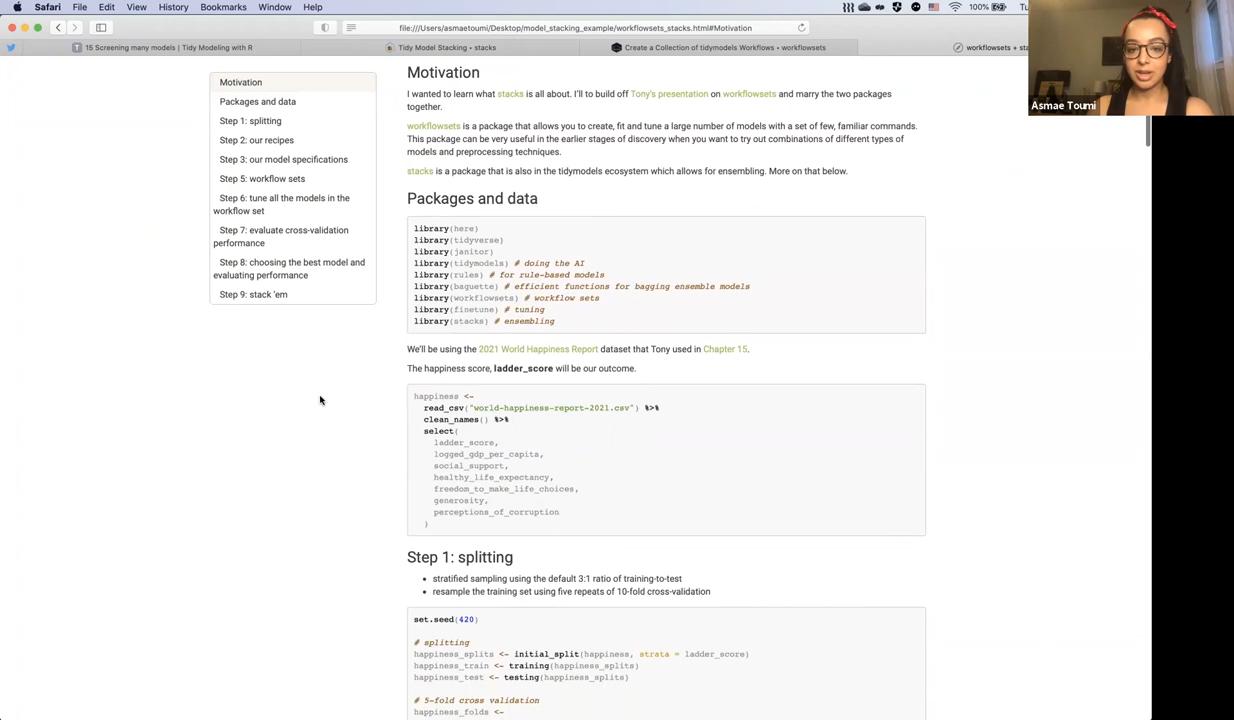 Safari File Edit View History Bookmarks Window Help 100% Tu
file:///Users/asmaetoumi/Desktop/model_stacking_example/workflowsets_stacks.html#Motivation
15 Screening many models | Tidy Modeling with R
Tidy Model Stacking • stacks
Create a Collection of tidymodels Workflows • workflowsets
workflowsets + sta
Asmae Toumi
Motivation
Packages and data
Step 1: splitting
Step 2: our recipes
Step 3: our model specifications
Step 5: workflow sets
Step 6: tune all the models in the
workflow set
Step 7: evaluate cross-validation
performance
Step 8: choosing the best model and
evaluating performance
Step 9: stack 'em
Motivation
I wanted to learn what stacks is all about. I'll to build off Tony's presentation on workflowsets and marry the two packages
together.
workflowsets is a package that allows you to create, fit and tune a large number of models with a set of few, familiar commands.
This package can be very useful in the earlier stages of discovery when you want to try out combinations of different types of
models and preprocessing techniques.
stacks is a package that is also in the tidymodels ecosystem which allows for ensembling. More on that below.
Packages and data
library(here)
library(tidyverse)
library(janitor)
library(tidymodels) # doing the AI
library(rules) # for rule-based models
library(baguette) # efficient functions for bagging ensemble models
library(workflowsets) # workflow sets
library(finetune) # tuning
library(stacks) # ensembling
We'll be using the 2021 World Happiness Report dataset that Tony used in Chapter 15.
The happiness score, ladder_score will be our outcome.
happiness <-
read_csv("world-happiness-report-2021.csv") %>%
clean_names() %>%
select(
ladder_score,
logged_gdp_per_capita,
social_support,
healthy_life_expectancy,
freedom_to_make_life_choices,
generosity,
perceptions_of_corruption
)
Step 1: splitting
• stratified sampling using the default 3:1 ratio of training-to-test
• resample the training set using five repeats of 10-fold cross-validation
set.seed(420)
# splitting
happiness_splits <- initial_split(happiness, strata = ladder_score)
happiness_train <- training(happiness_splits)
happiness_test <- testing(happiness_splits)
# 5-fold cross validation
happiness_folds <-